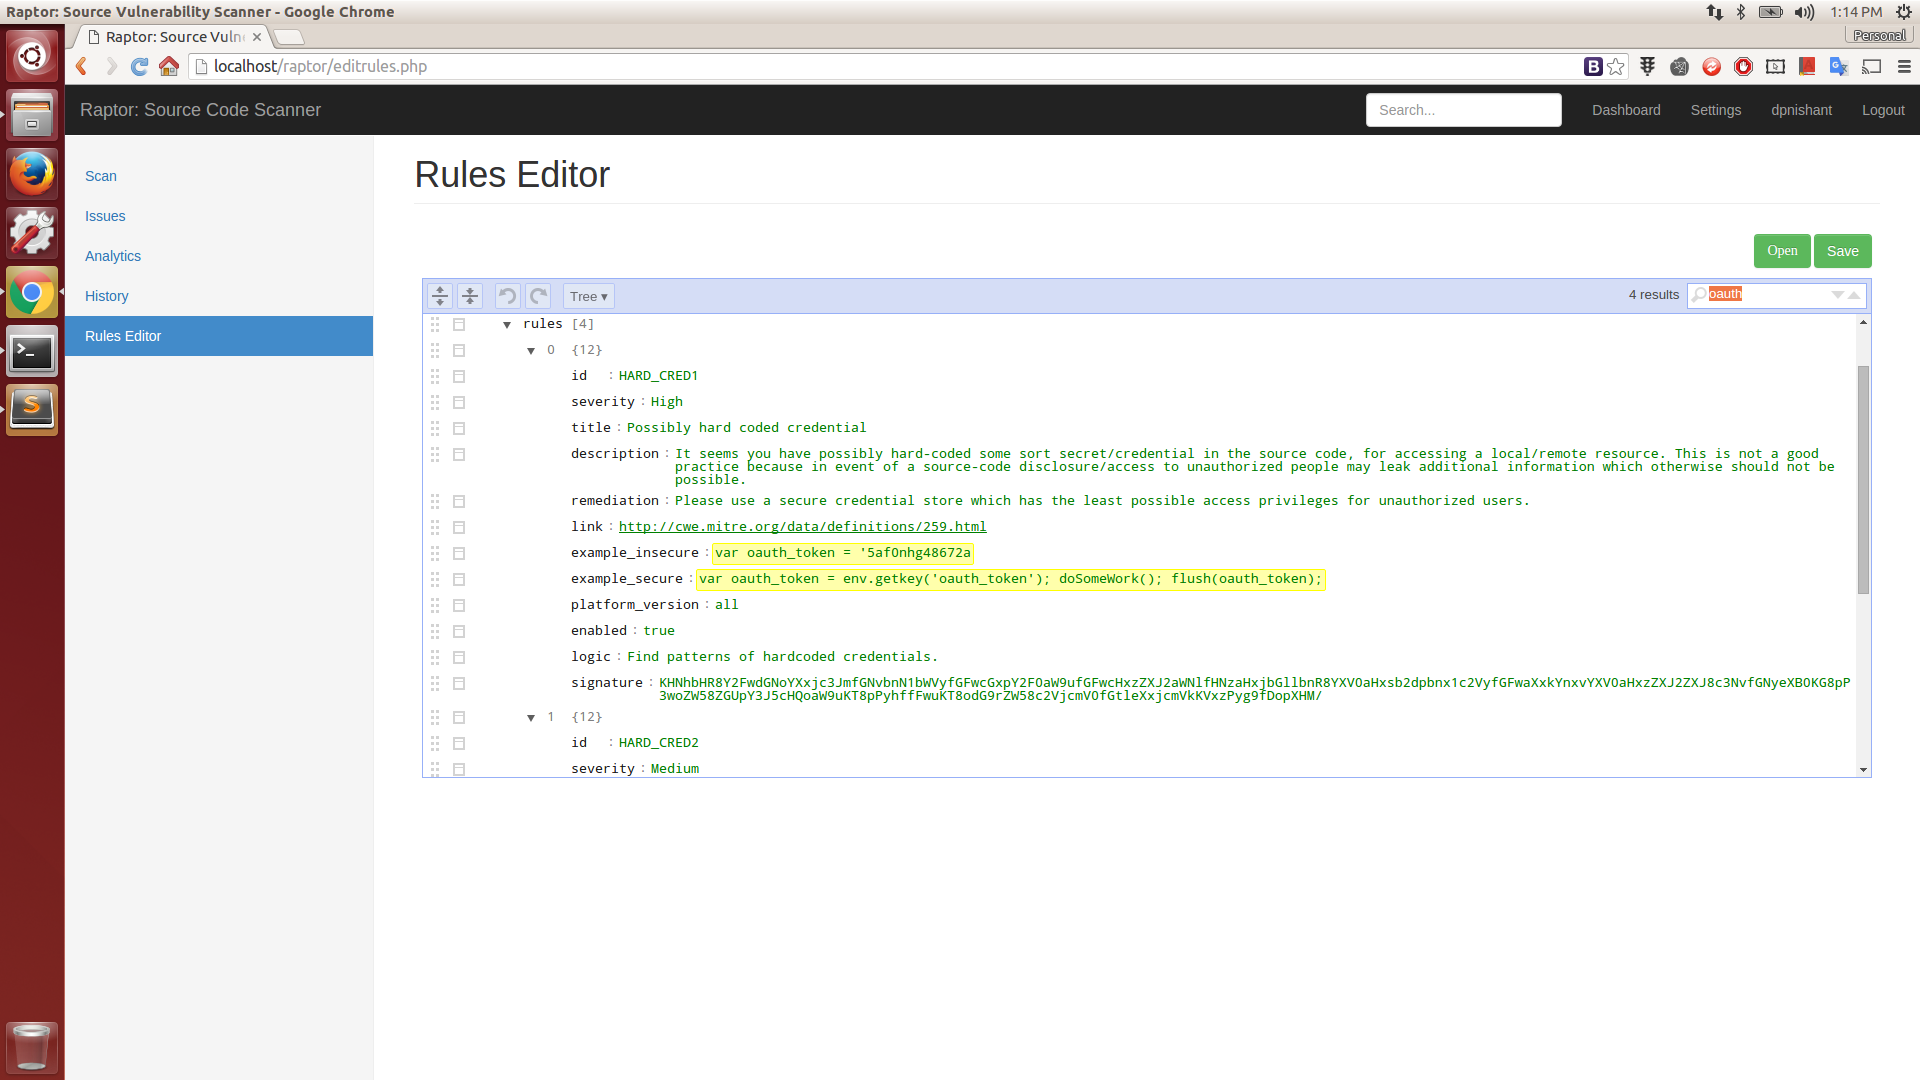 Raptor: Source Vulnerability Scanner - Google Chrome
1:14 PM
Raptor: Source Vuln
Personal
localhost/raptor/editrules.php
Raptor: Source Code Scanner
Search...
Dashboard
Settings
dpnishant
Logout
Scan
Issues
Analytics
History
Rules Editor
Rules Editor
Open
Save
Tree ▾
4 results
oauth
rules [4]
0 {12}
id : HARD_CRED1
severity : High
title : Possibly hard coded credential
description : It seems you have possibly hard-coded some sort secret/credential in the source code, for accessing a local/remote resource. This is not a good
practice because in event of a source-code disclosure/access to unauthorized people may leak additional information which otherwise should not be
possible.
remediation : Please use a secure credential store which has the least possible access privileges for unauthorized users.
link : http://cwe.mitre.org/data/definitions/259.html
example_insecure : var oauth_token = '5af0nhg48672a
example_secure : var oauth_token = env.getkey('oauth_token'); doSomeWork(); flush(oauth_token);
platform_version : all
enabled : true
logic : Find patterns of hardcoded credentials.
signature :
1 {12}
id : HARD_CRED2
severity : Medium